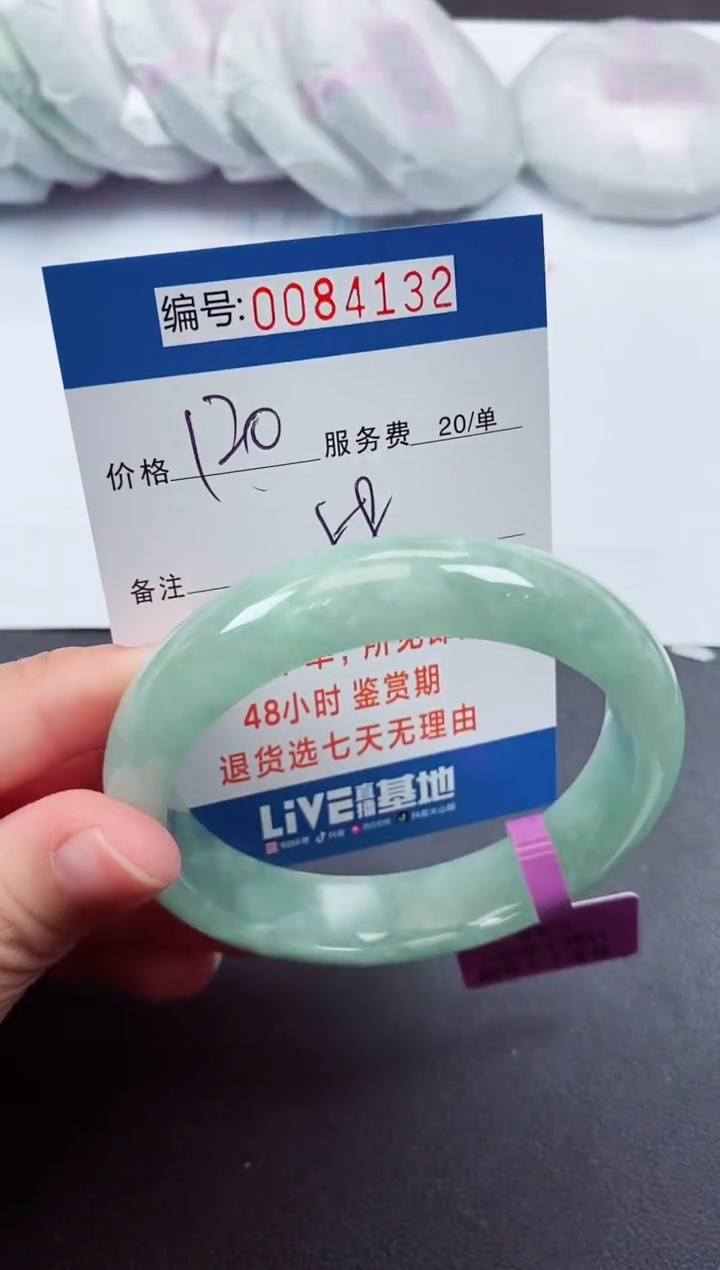 编号:0084132
价格 120 服务费 20/单
备注 58
48小时 鉴赏期
退货选七天无理由
LiVE直播基地